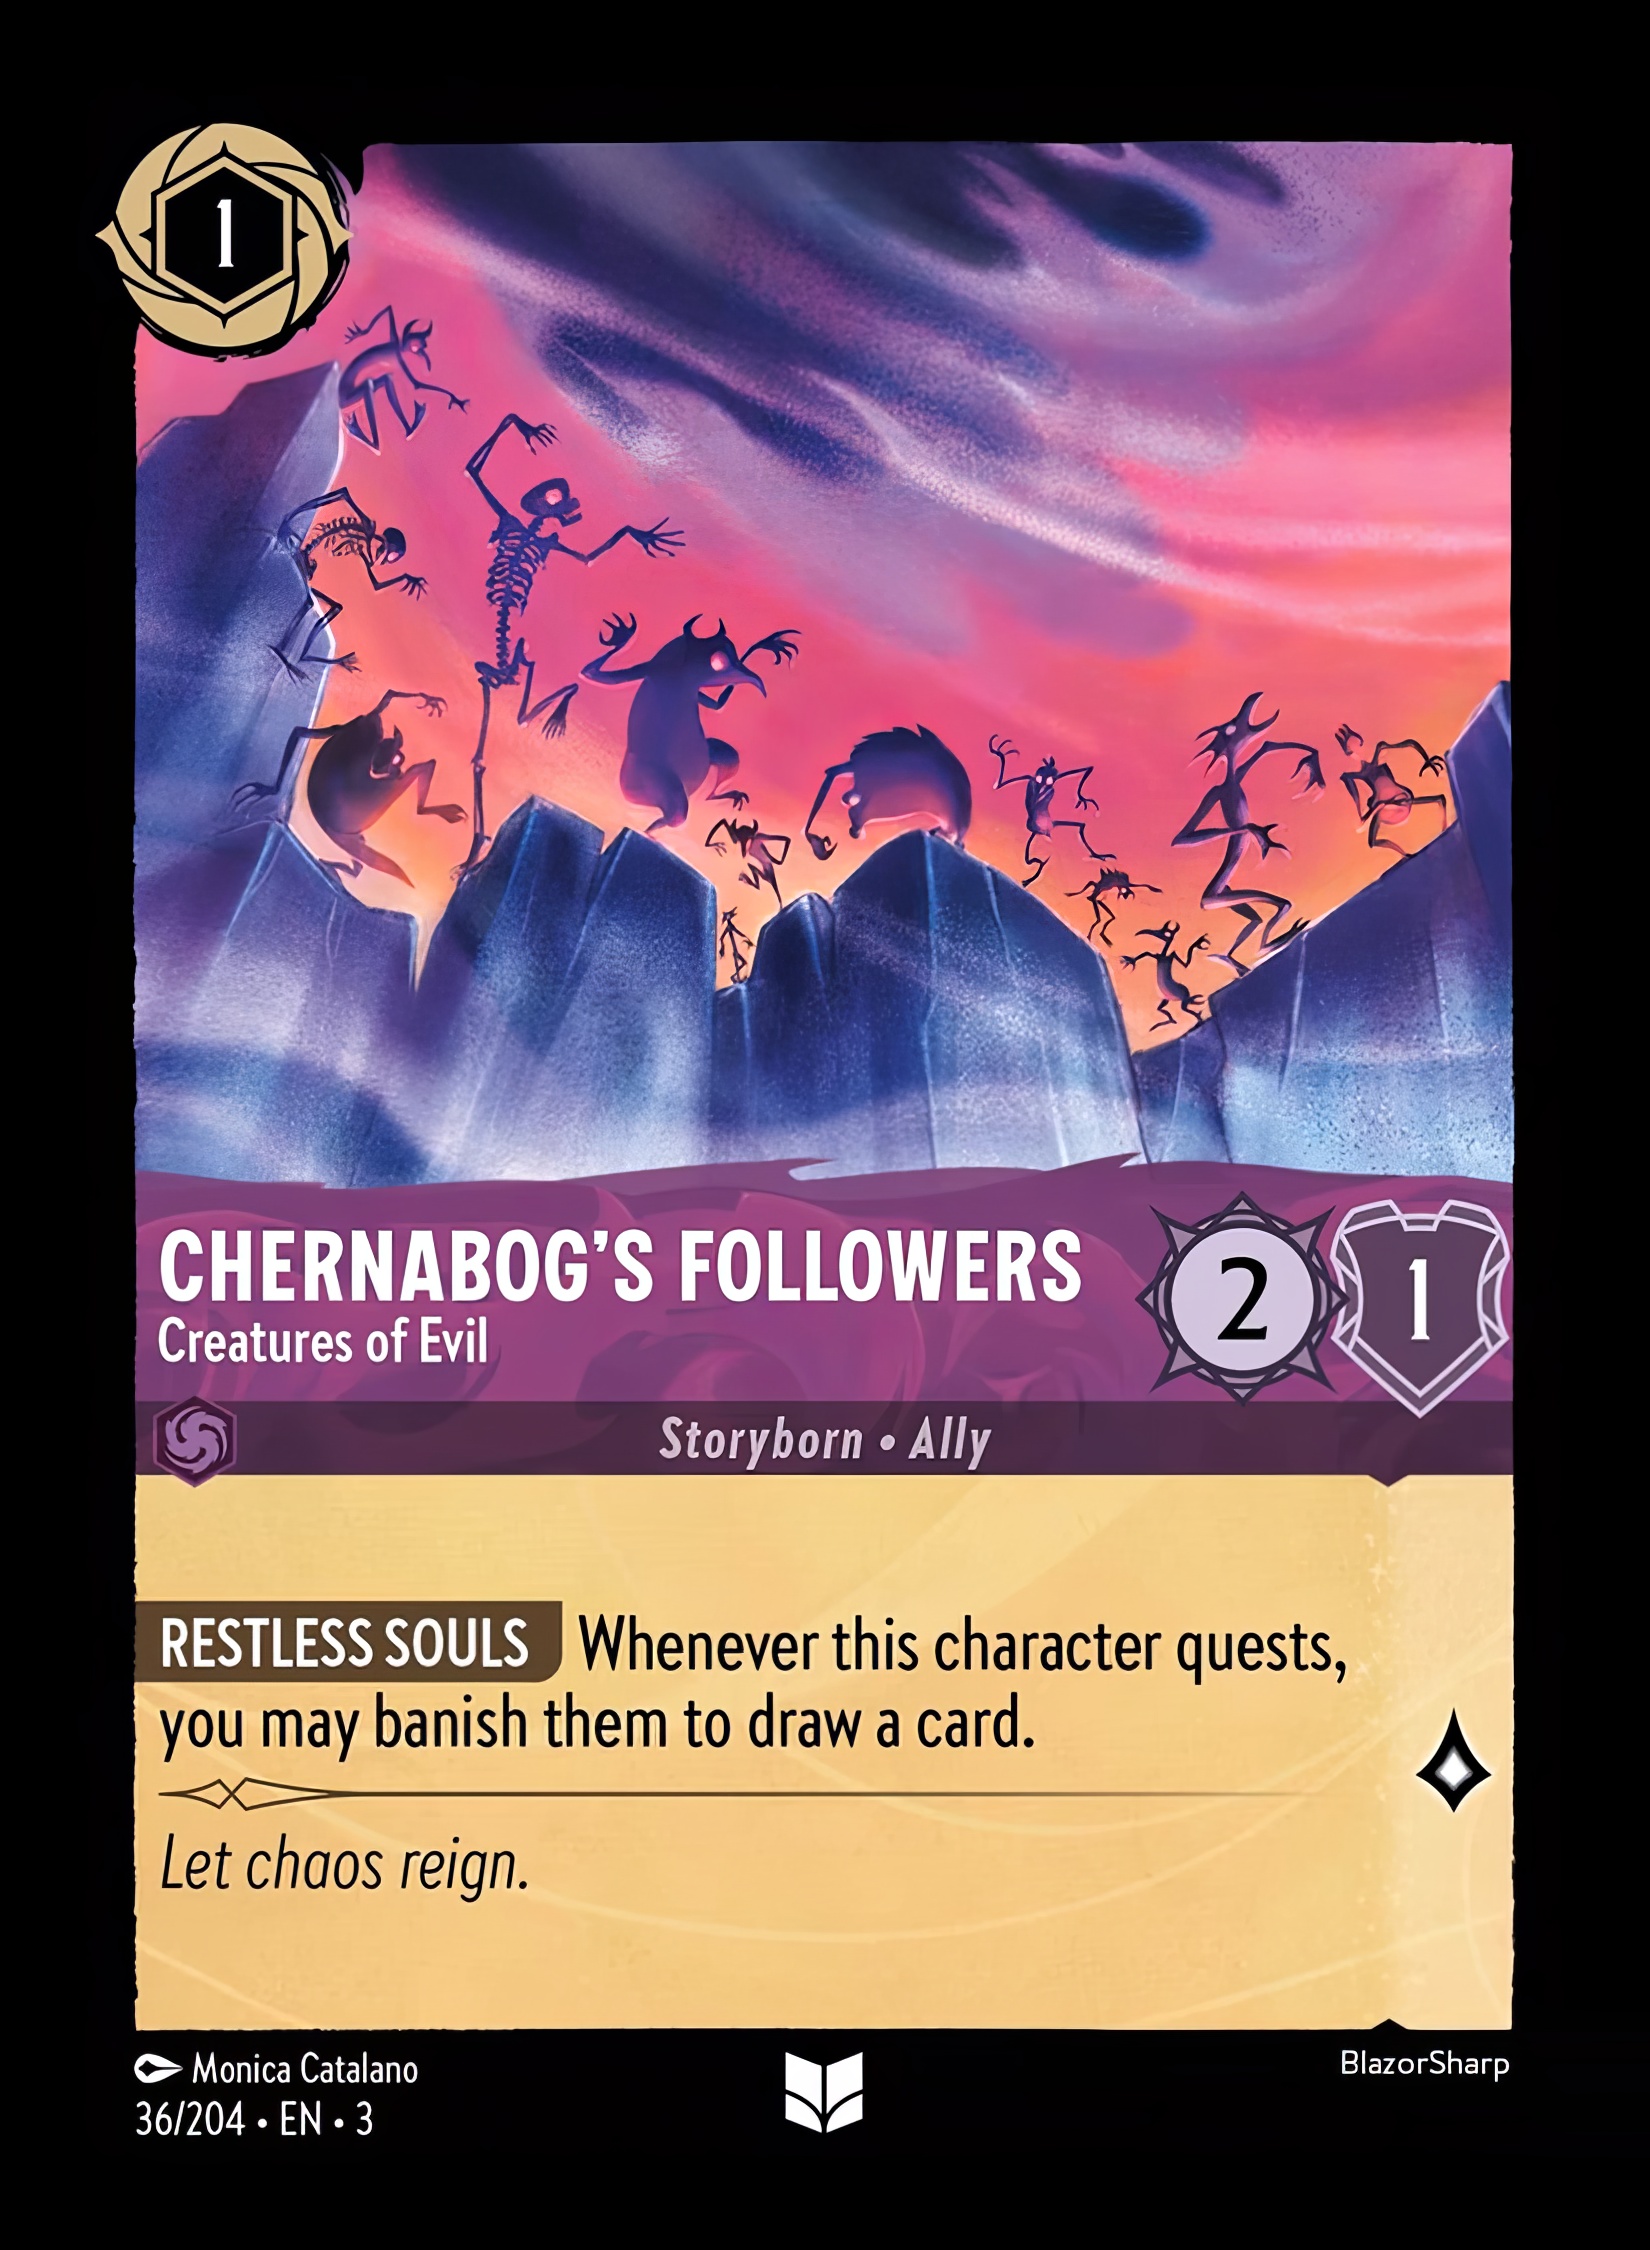 1
CHERNABOG’S FOLLOWERS
Creatures of Evil
2
1
Storyborn • Ally
RESTLESS SOULS Whenever this character quests,
you may banish them to draw a card.
Let chaos reign.
Monica Catalano
36/204 • EN • 3
BlazorSharp